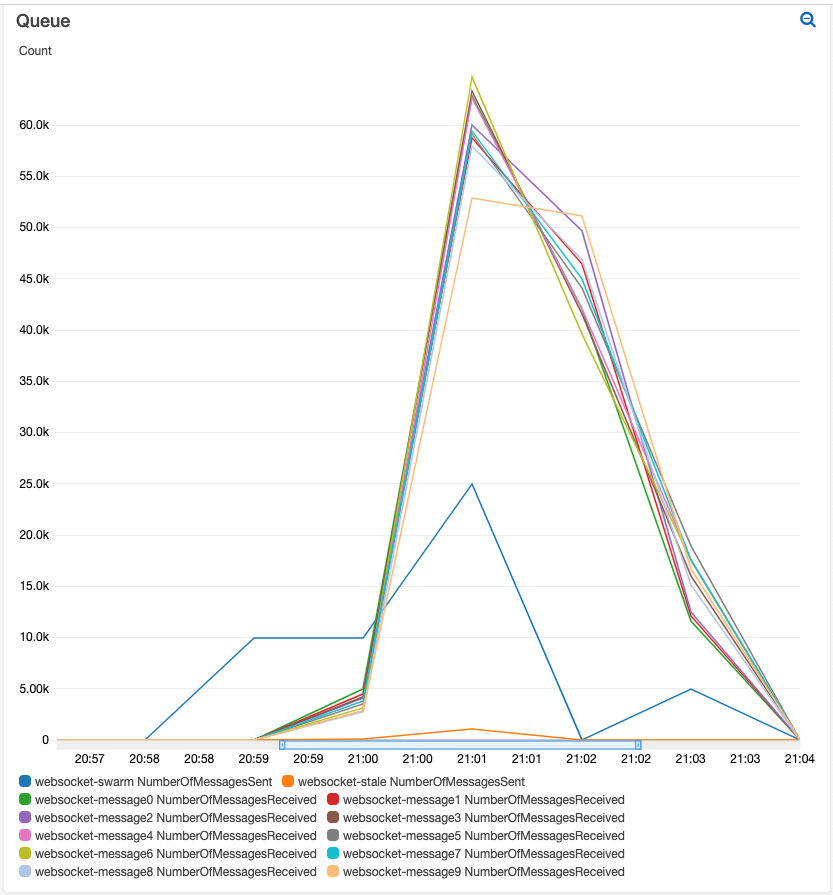 Queue
Count
60.0k
55.0k
50.0k
45.0k
40.0k
35.0k
30.0k
25.0k
20.0k
15.0k
10.0k
5.00k
0
20:57 20:58 20:58 20:59 20:59 21:00 21:00 21:01 21:01 21:02 21:02 21:03 21:03 21:04
websocket-swarm NumberOfMessagesSent websocket-stale NumberOfMessagesSent
websocket-message0 NumberOfMessagesReceived websocket-message1 NumberOfMessagesReceived
websocket-message2 NumberOfMessagesReceived websocket-message3 NumberOfMessagesReceived
websocket-message4 NumberOfMessagesReceived websocket-message5 NumberOfMessagesReceived
websocket-message6 NumberOfMessagesReceived websocket-message7 NumberOfMessagesReceived
websocket-message8 NumberOfMessagesReceived websocket-message9 NumberOfMessagesReceived